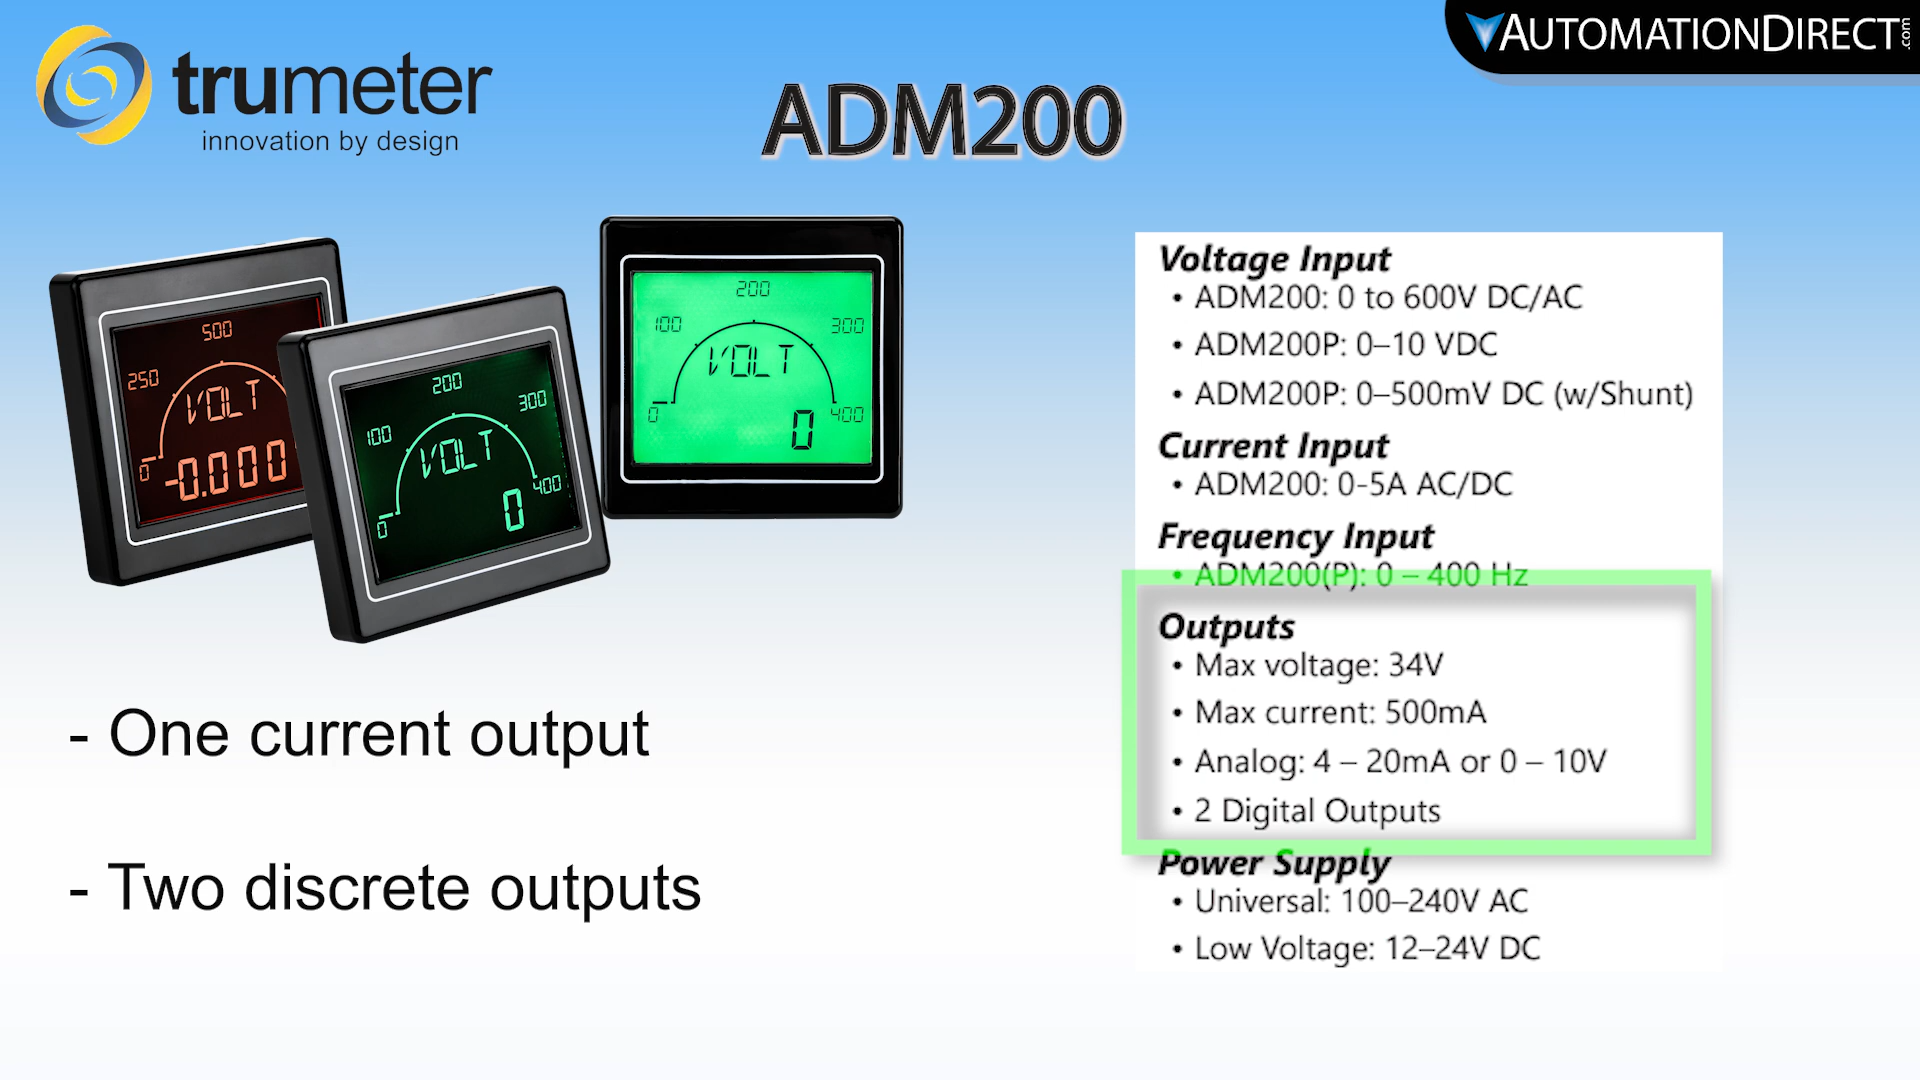 trumeter
innovation by design
AUTOMATIONDIRECT.com
ADM200
500
250
VOLT
0
-0.000
200
100
300
VOLT
0
400
0
200
100
300
VOLT
0
400
0
Voltage Input
• ADM200: 0 to 600V DC/AC
• ADM200P: 0–10 VDC
• ADM200P: 0–500mV DC (w/Shunt)
Current Input
• ADM200: 0-5A AC/DC
Frequency Input
• ADM200(P): 0 – 400 Hz
Outputs
• Max voltage: 34V
• Max current: 500mA
• Analog: 4 – 20mA or 0 – 10V
• 2 Digital Outputs
Power Supply
• Universal: 100–240V AC
• Low Voltage: 12–24V DC
- One current output
- Two discrete outputs